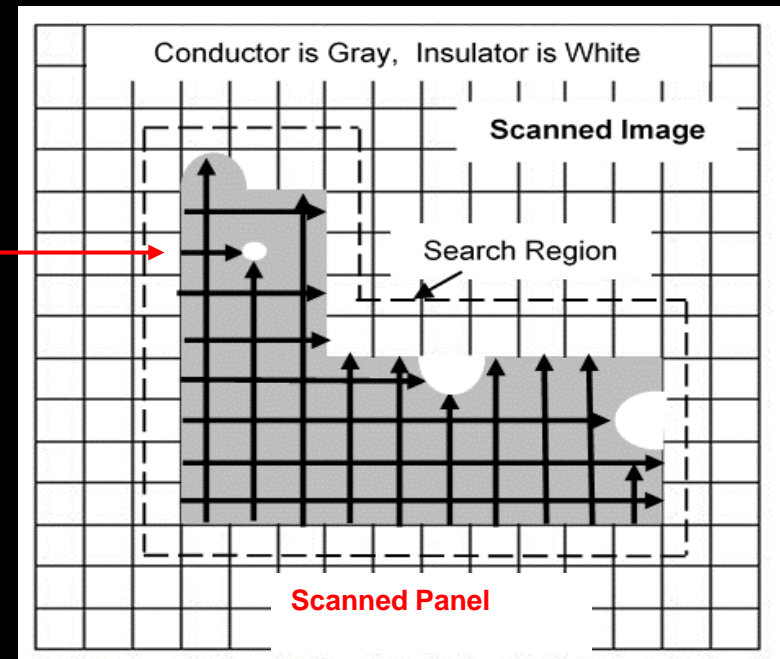 Conductor is Gray, Insulator is White
Scanned Image
Search Region
Scanned Panel